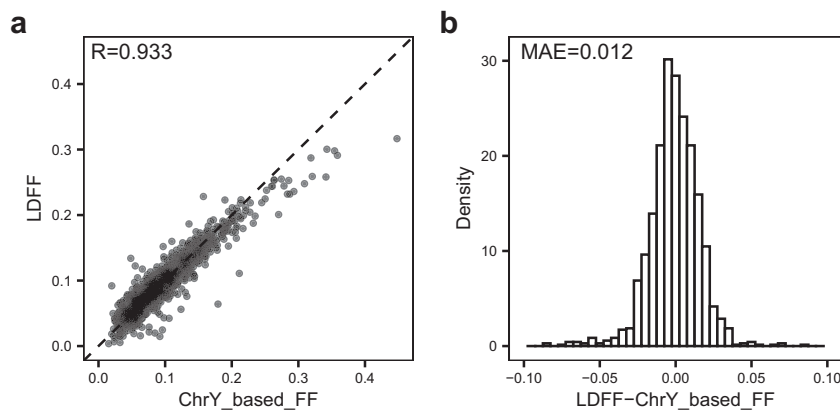 a
R=0.933
0.4
0.3
0.2
0.1
0.0
LDFF
0.0 0.1 0.2 0.3 0.4
ChrY_based_FF
b
MAE=0.012
30
20
10
0
Density
−0.10 −0.05 0.00 0.05 0.10
LDFF−ChrY_based_FF